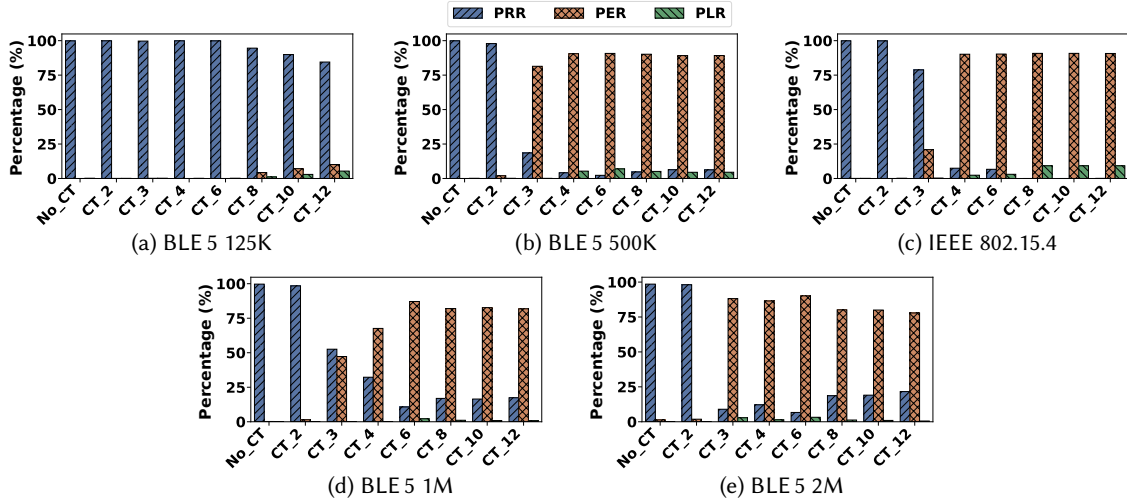 PRR PER PLR
Percentage (%)
100
75
50
25
0
No_CT CT_2 CT_3 CT_4 CT_6 CT_8 CT_10 CT_12
(a) BLE 5 125K
Percentage (%)
100
75
50
25
0
No_CT CT_2 CT_3 CT_4 CT_6 CT_8 CT_10 CT_12
(b) BLE 5 500K
Percentage (%)
100
75
50
25
0
No_CT CT_2 CT_3 CT_4 CT_6 CT_8 CT_10 CT_12
(c) IEEE 802.15.4
Percentage (%)
100
75
50
25
0
No_CT CT_2 CT_3 CT_4 CT_6 CT_8 CT_10 CT_12
(d) BLE 5 1M
Percentage (%)
100
75
50
25
0
No_CT CT_2 CT_3 CT_4 CT_6 CT_8 CT_10 CT_12
(e) BLE 5 2M